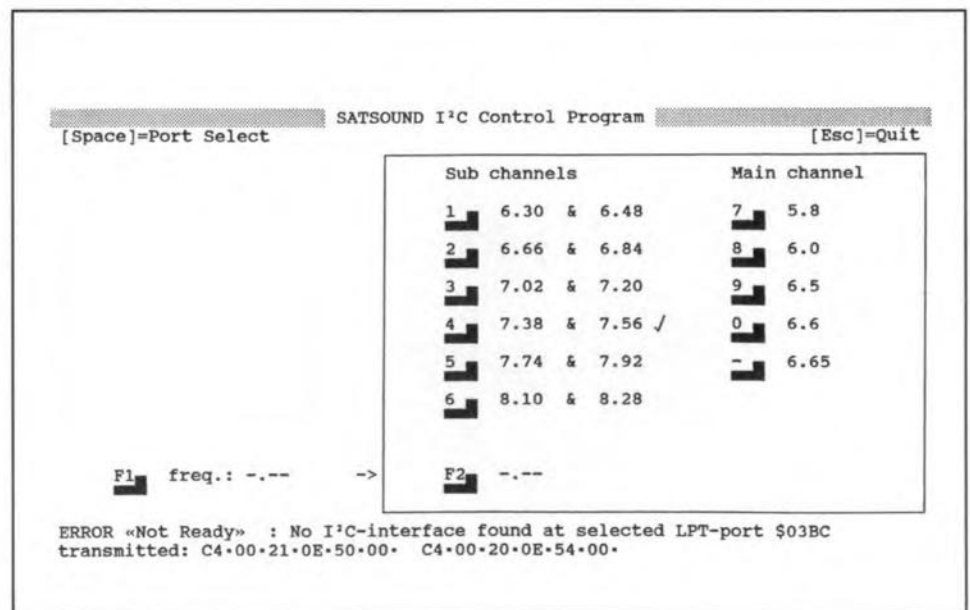 SATSOUND I²C Control Program
[Space]=Port Select [Esc]=Quit
Sub channels Main channel
1 6.30 & 6.48 7 5.8
2 6.66 & 6.84 8 6.0
3 7.02 & 7.20 9 6.5
4 7.38 & 7.56 √ 0 6.6
5 7.74 & 7.92 - 6.65
6 8.10 & 8.28
F1 freq.: -.-- -> F2 -.--
ERROR «Not Ready» : No I²C-interface found at selected LPT-port $03BC
transmitted: C4·00·21·0E·50·00· C4·00·20·0E·54·00·